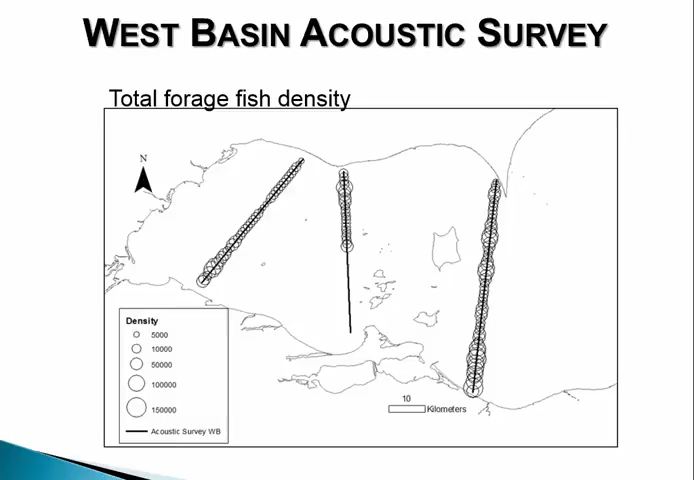 WEST BASIN ACOUSTIC SURVEY
Total forage fish density
N
Density
5000
10000
50000
100000
150000
Acoustic Survey WB
10
Kilometers